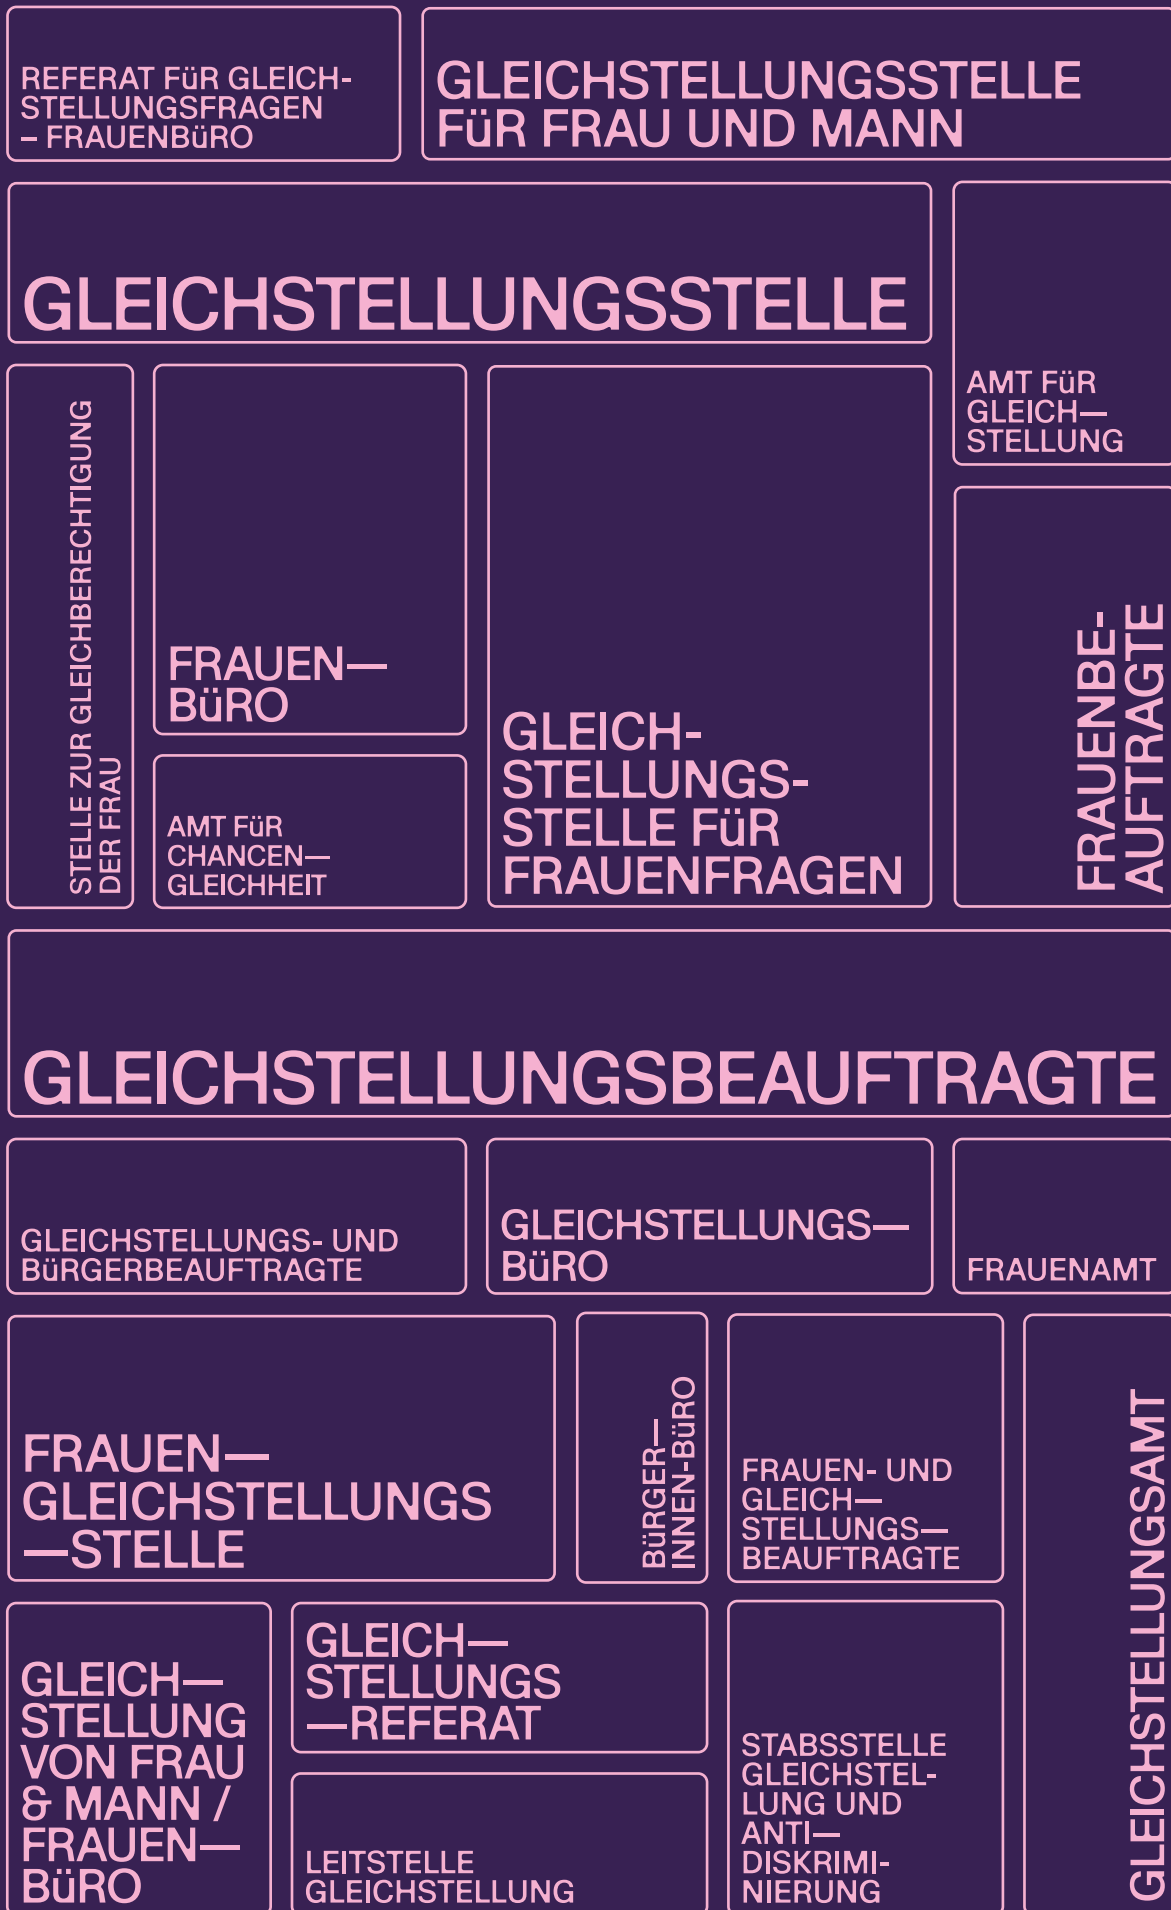 REFERAT FüR GLEICH-
STELLUNGSFRAGEN
– FRAUENBüRO
GLEICHSTELLUNGSSTELLE
FüR FRAU UND MANN
GLEICHSTELLUNGSSTELLE
AMT FüR
GLEICH—
STELLUNG
STELLE ZUR GLEICHBERECHTIGUNG
DER FRAU
FRAUEN—
BüRO
AMT FüR
CHANCEN—
GLEICHHEIT
GLEICH-
STELLUNGS-
STELLE FüR
FRAUENFRAGEN
FRAUENBE-
AUFTRAGTE
GLEICHSTELLUNGSBEAUFTRAGTE
GLEICHSTELLUNGS- UND
BüRGERBEAUFTRAGTE
GLEICHSTELLUNGS—
BüRO
FRAUENAMT
FRAUEN—
GLEICHSTELLUNGS
—STELLE
BüRGER—
INNEN-BüRO
FRAUEN- UND
GLEICH—
STELLUNGS—
BEAUFTRAGTE
GLEICHSTELLUNGSAMT
GLEICH—
STELLUNG
VON FRAU
& MANN /
FRAUEN—
BüRO
GLEICH—
STELLUNGS
—REFERAT
LEITSTELLE
GLEICHSTELLUNG
STABSSTELLE
GLEICHSTEL-
LUNG UND
ANTI—
DISKRIMI-
NIERUNG